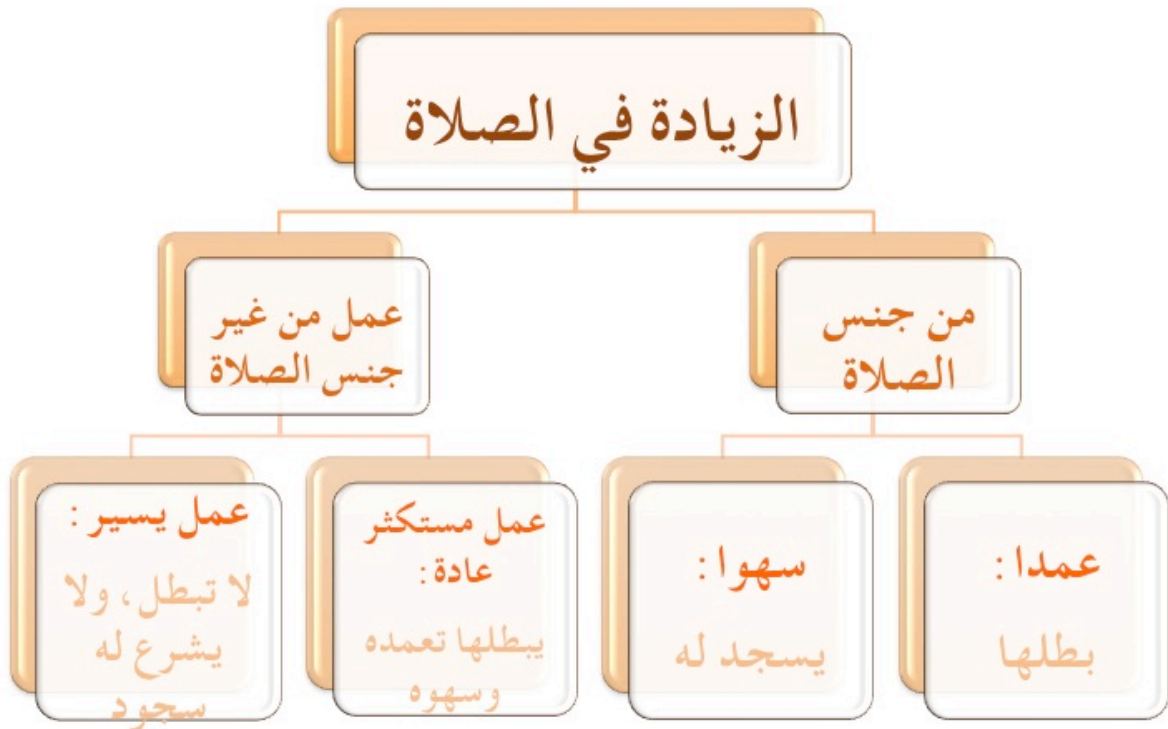 الزيادة في الصلاة
من جنس
الصلاة
عمل من غير
جنس الصلاة
عمدا :
بطلها
سهوا :
يسجد له
عمل مستكثر
عادة :
يبطلها تعمده
وسهوه
عمل يسير :
لا تبطل، ولا
يشرع له
سجود